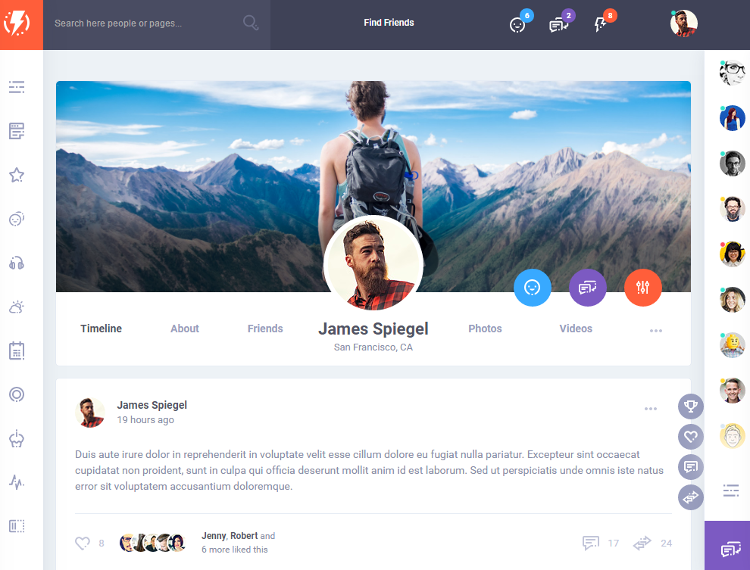 Search here people or pages...
Find Friends
6
2
8
Timeline
About
Friends
James Spiegel
San Francisco, CA
Photos
Videos
James Spiegel
19 hours ago
Duis aute irure dolor in reprehenderit in voluptate velit esse cillum dolore eu fugiat nulla pariatur. Excepteur sint occaecat
cupidatat non proident, sunt in culpa qui officia deserunt mollit anim id est laborum. Sed ut perspiciatis unde omnis iste natus
error sit voluptatem accusantium doloremque.
8
Jenny, Robert and
6 more liked this
17
24